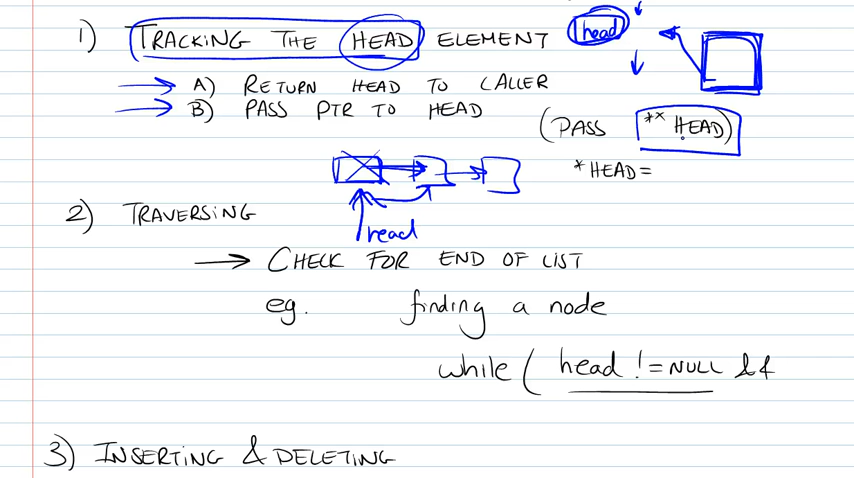 1) TRACKING THE HEAD ELEMENT
head
A) RETURN HEAD TO CALLER
B) PASS PTR TO HEAD
(PASS **HEAD)
*HEAD=
2) TRAVERSING
head
CHECK FOR END OF LIST
eg. finding a node
while ( head != NULL &&
3) INSERTING & DELETING